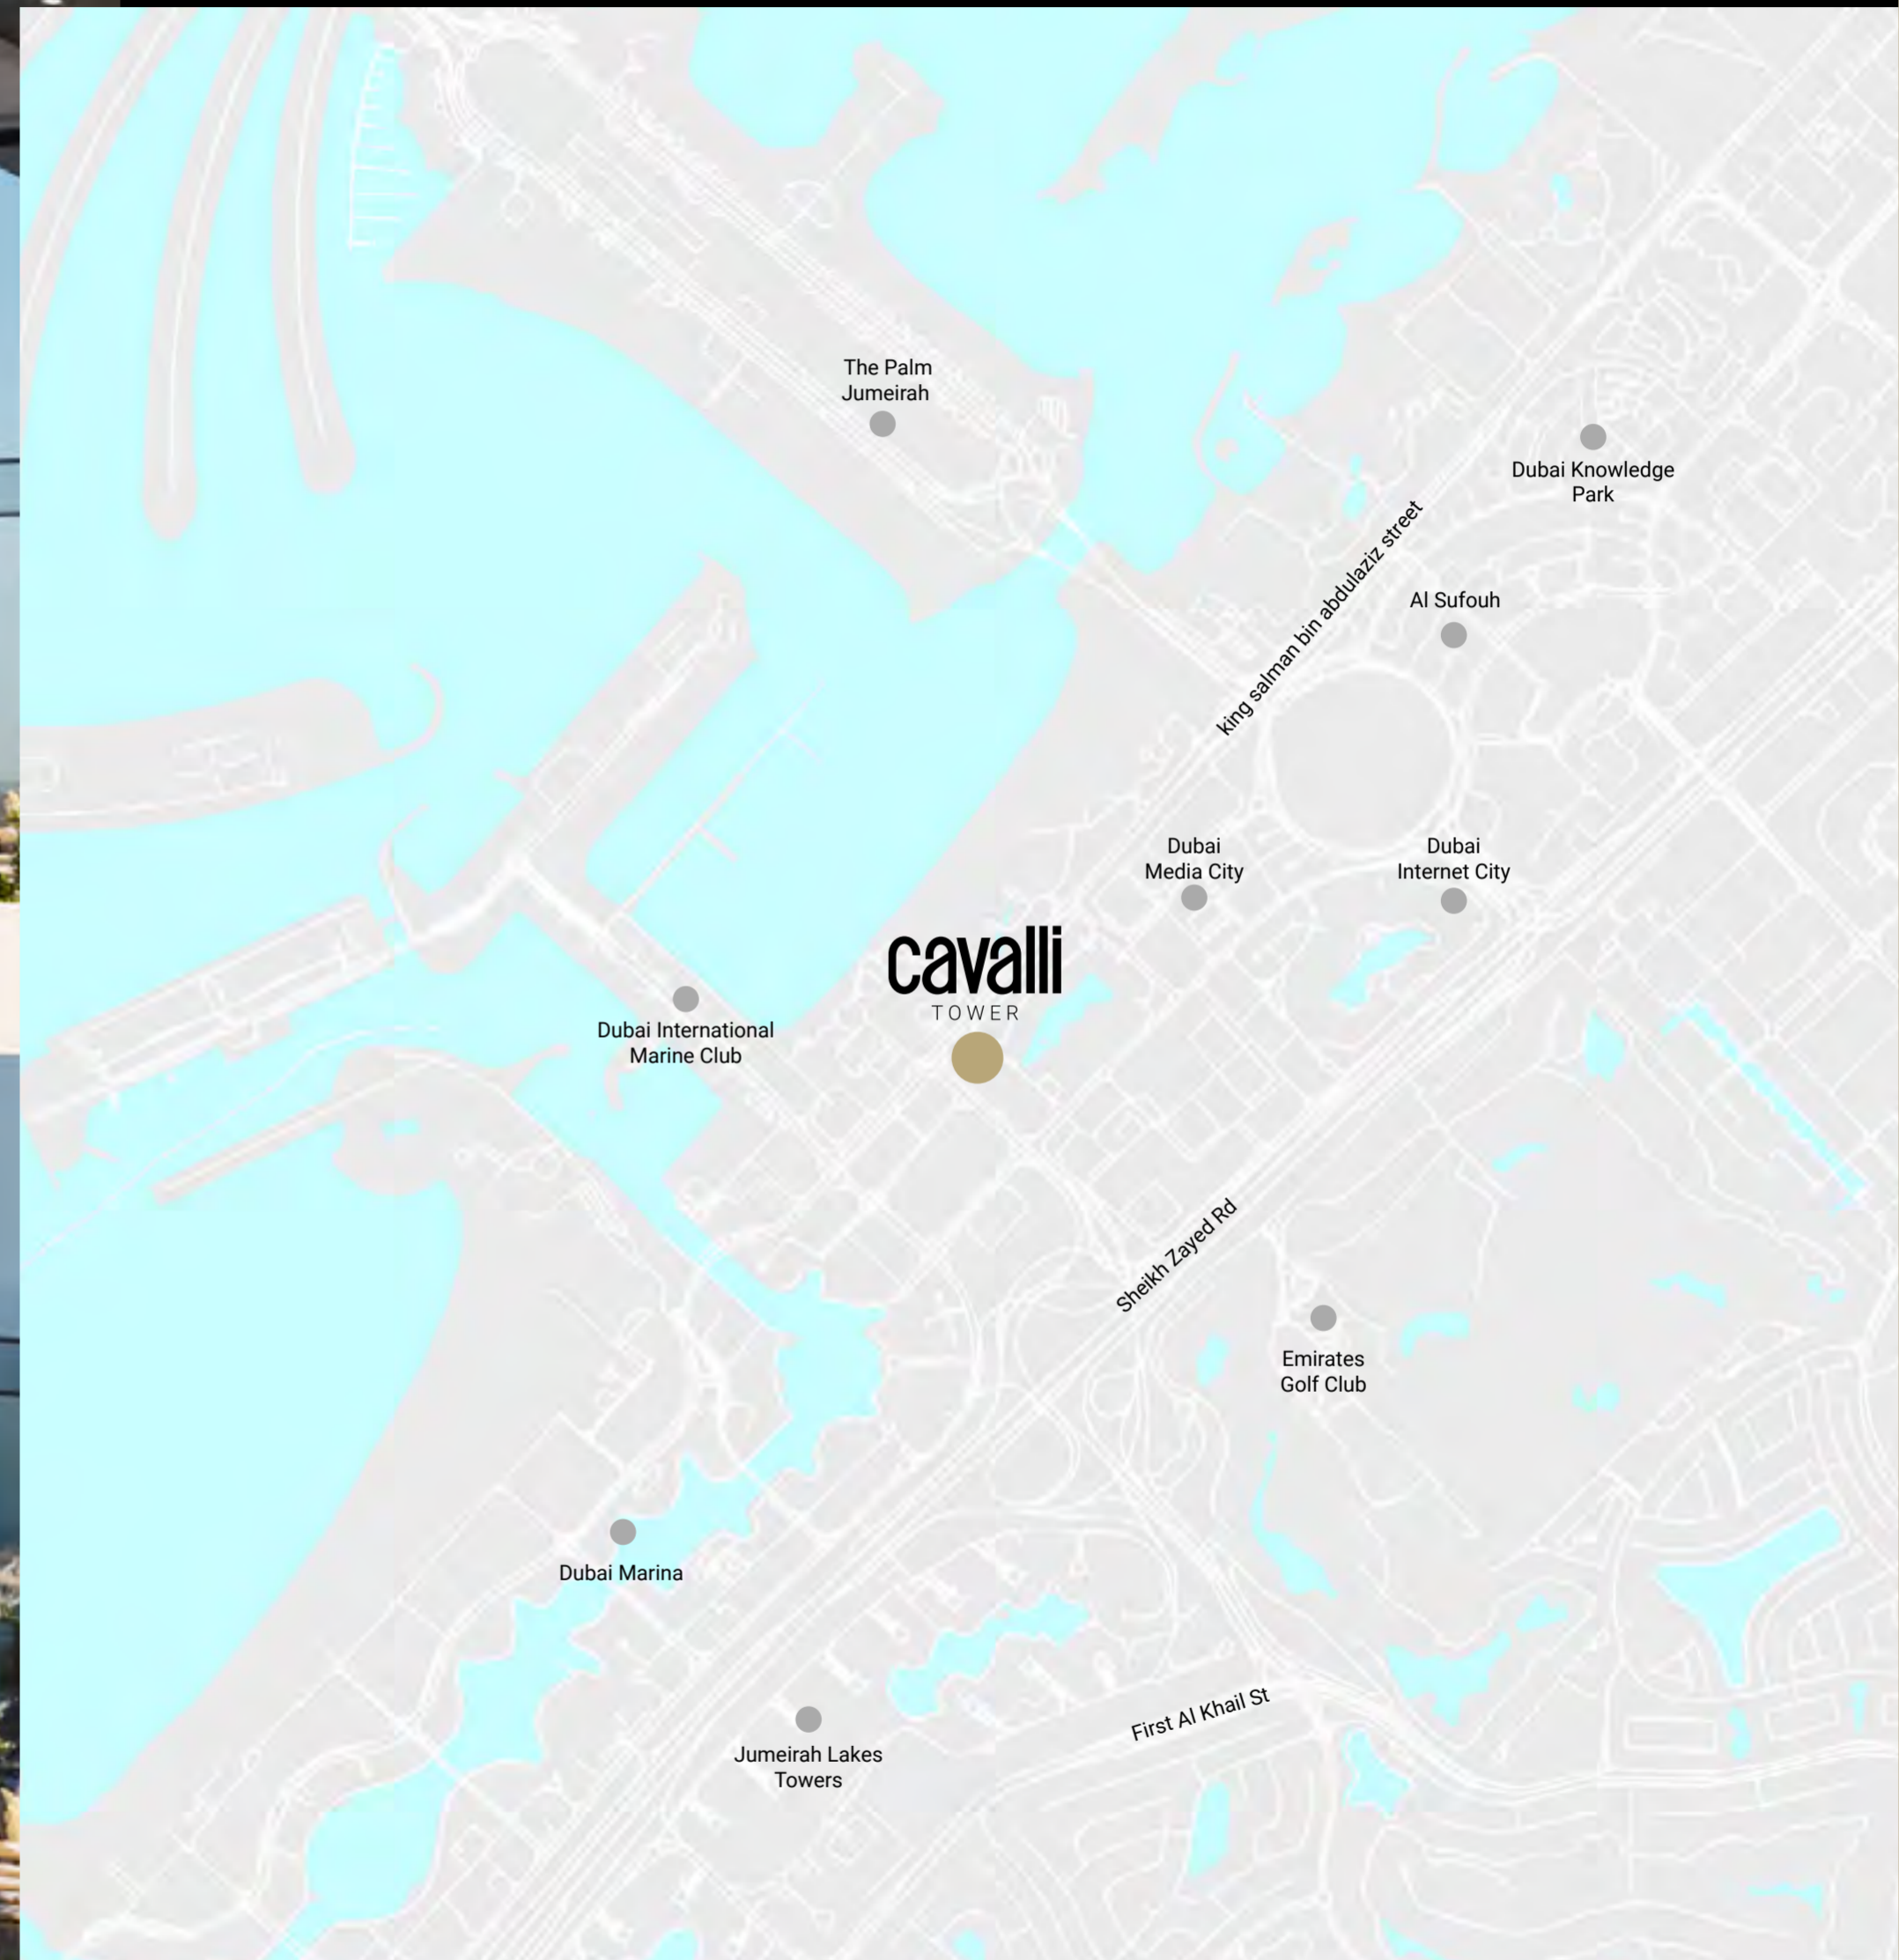 The Palm
Jumeirah
Dubai Knowledge
Park
king salman bin abdulaziz street
Al Sufouh
Dubai
Media City
Dubai
Internet City
cavalli
TOWER
Dubai International
Marine Club
Sheikh Zayed Rd
Emirates
Golf Club
Dubai Marina
First Al Khail St
Jumeirah Lakes
Towers